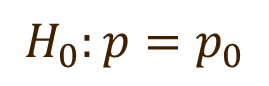 H₀: p = p₀